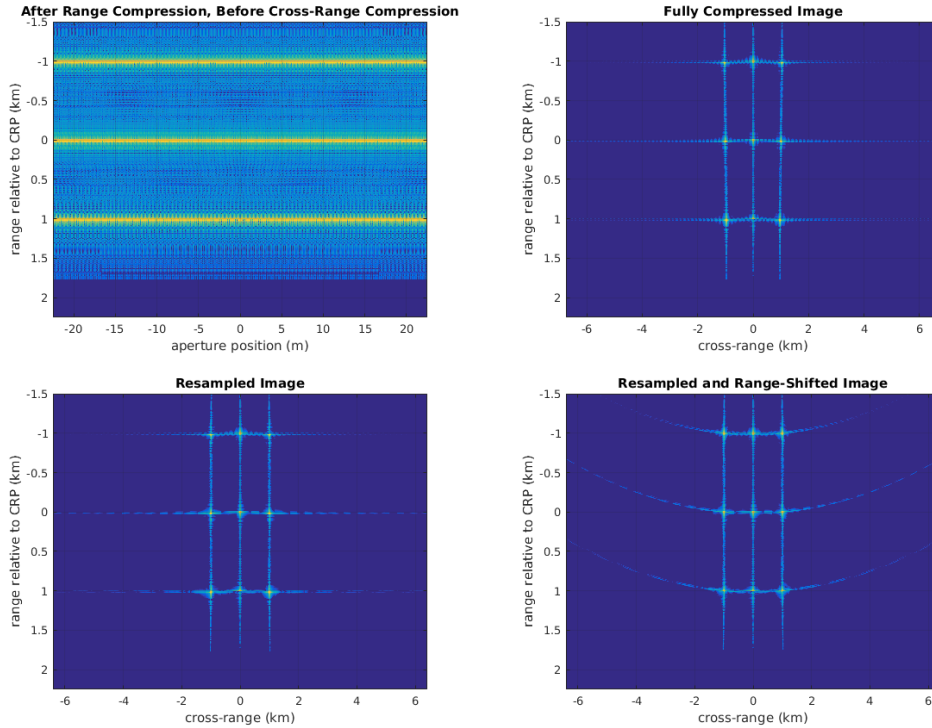 After Range Compression, Before Cross-Range Compression
-1.5
-1
-0.5
0
0.5
1
1.5
2
range relative to CRP (km)
-20 -15 -10 -5 0 5 10 15 20
aperture position (m)
Fully Compressed Image
-1.5
-1
-0.5
0
0.5
1
1.5
2
range relative to CRP (km)
-6 -4 -2 0 2 4 6
cross-range (km)
Resampled Image
-1.5
-1
-0.5
0
0.5
1
1.5
2
range relative to CRP (km)
-6 -4 -2 0 2 4 6
cross-range (km)
Resampled and Range-Shifted Image
-1.5
-1
-0.5
0
0.5
1
1.5
2
range relative to CRP (km)
-6 -4 -2 0 2 4 6
cross-range (km)